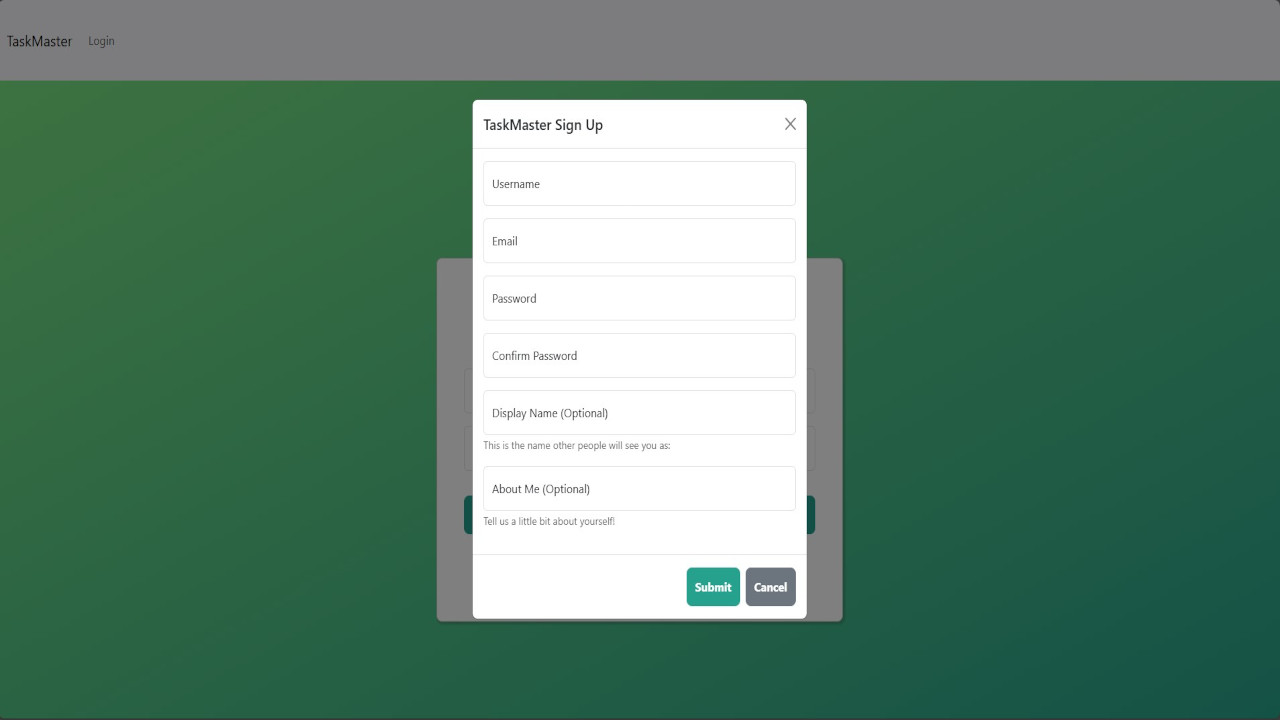 TaskMaster Login
TaskMaster Sign Up
Username
Email
Password
Confirm Password
Display Name (Optional)
This is the name other people will see you as:
About Me (Optional)
Tell us a little bit about yourself!
Submit Cancel